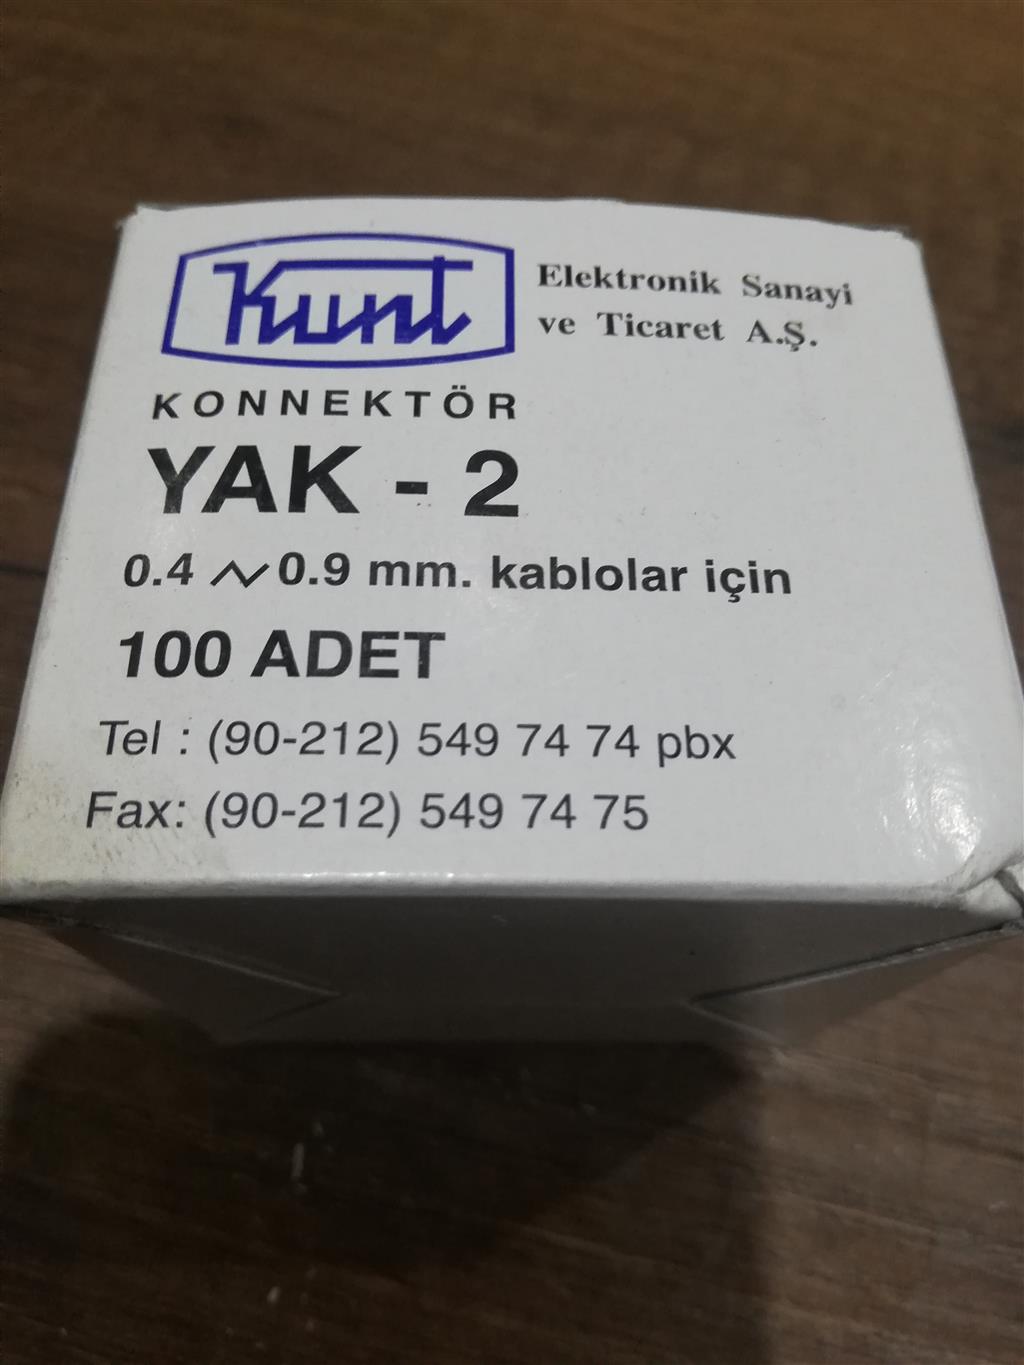 Kunt
Elektronik Sanayi
ve Ticaret A.Ş.
KONNEKTÖR
YAK - 2
0.4 ~ 0.9 mm. kablolar için
100 ADET
Tel : (90-212) 549 74 74 pbx
Fax: (90-212) 549 74 75